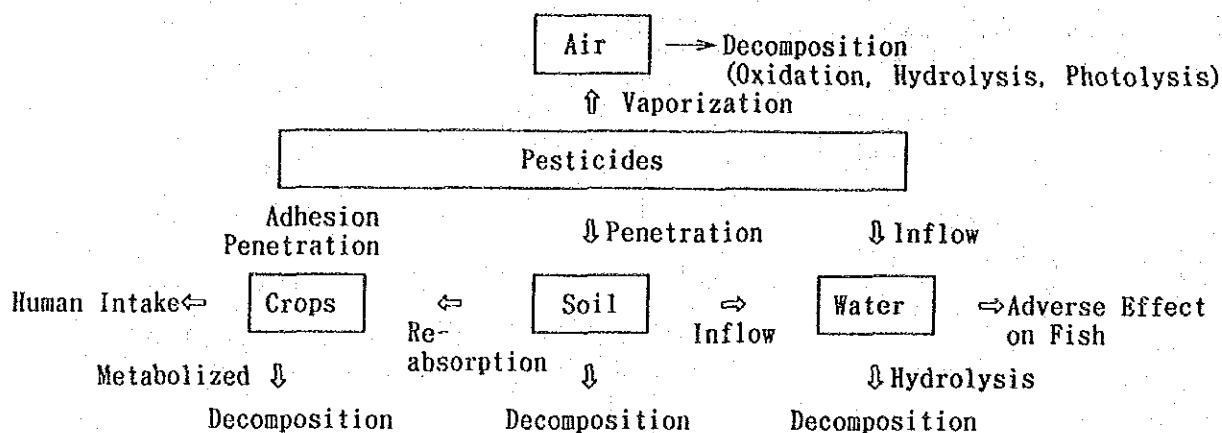 Air → Decomposition
(Oxidation, Hydrolysis, Photolysis)
⇧ Vaporization
Pesticides
Adhesion
Penetration
⇩ Penetration
⇩ Inflow
Human Intake ⇦ Crops ⇦ Soil ⇨ Water ⇨ Adverse Effect
on Fish
Re-
absorption
Inflow
Metabolized ⇩
⇩
⇩ Hydrolysis
Decomposition
Decomposition
Decomposition